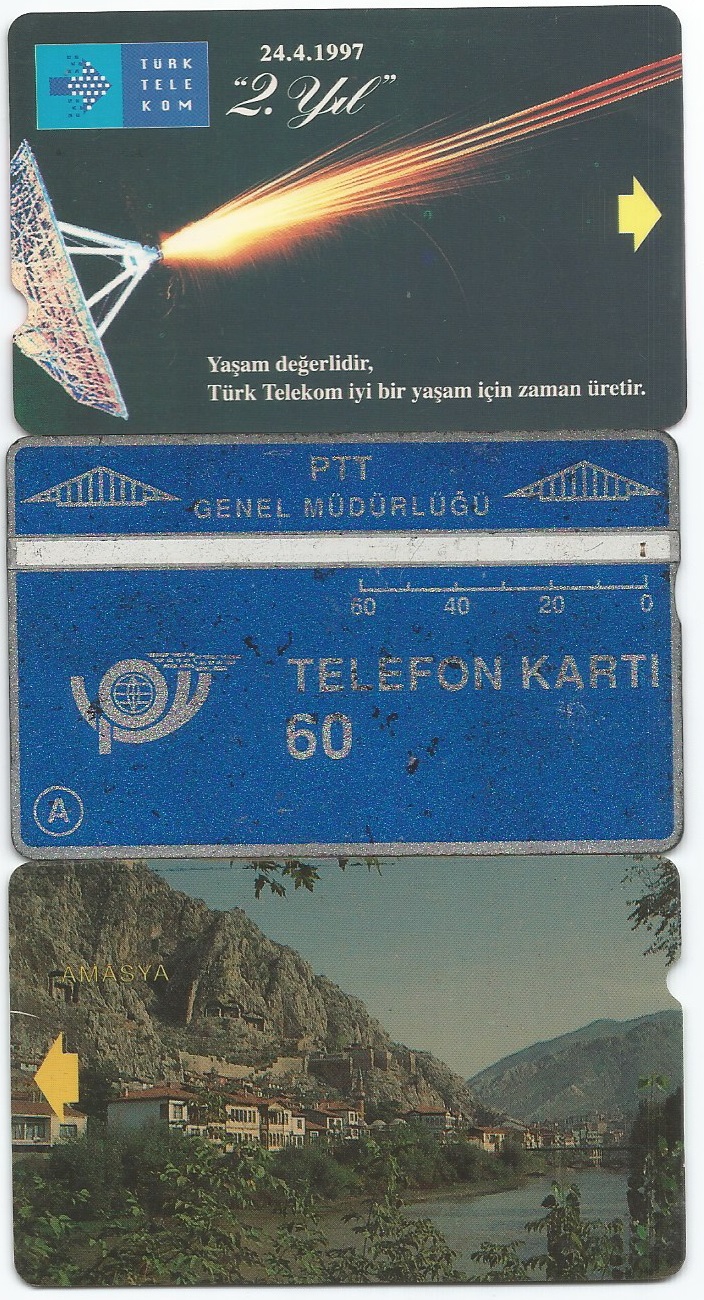 TÜRK
TELE
KOM
24.4.1997
"2. Yıl"
Yaşam değerlidir,
Türk Telekom iyi bir yaşam için zaman üretir.
PTT
GENEL MÜDÜRLÜĞÜ
60 40 20 0
TELEFON KARTI
60
A
AMASYA